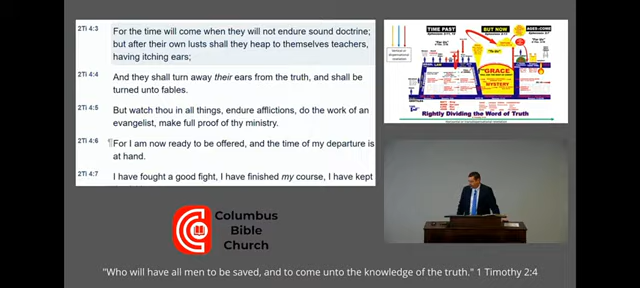 2Ti 4:3 For the time will come when they will not endure sound doctrine;
but after their own lusts shall they heap to themselves teachers,
having itching ears;
2Ti 4:4 And they shall turn away their ears from the truth, and shall be
turned unto fables.
2Ti 4:5 But watch thou in all things, endure afflictions, do the work of an
evangelist, make full proof of thy ministry.
2Ti 4:6 ¶For I am now ready to be offered, and the time of my departure is
at hand.
2Ti 4:7 I have fought a good fight, I have finished my course, I have kept
TIME PAST
BUT NOW
AGES-COME
GRACE
MYSTERY
Rightly Dividing the Word of Truth
Columbus
Bible
Church
"Who will have all men to be saved, and to come unto the knowledge of the truth." 1 Timothy 2:4